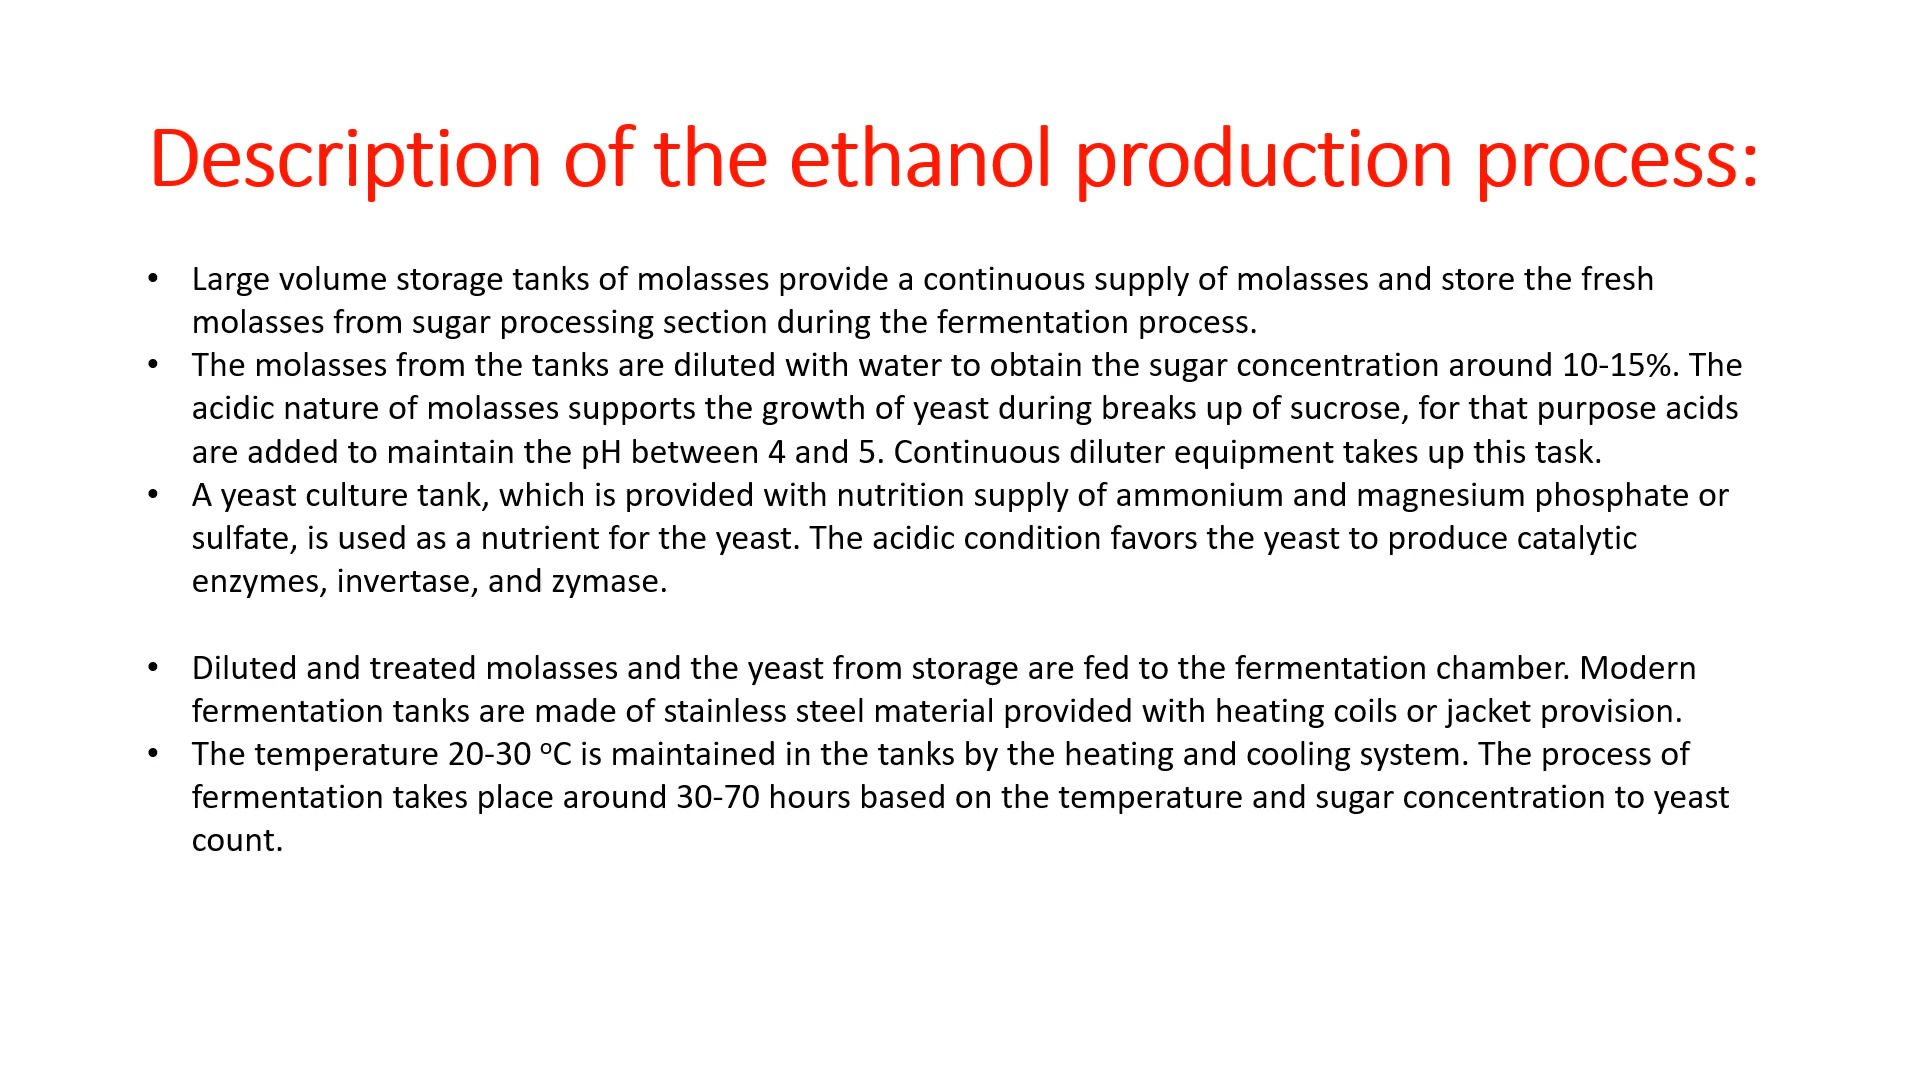 Description of the ethanol production process:
• Large volume storage tanks of molasses provide a continuous supply of molasses and store the fresh
molasses from sugar processing section during the fermentation process.
• The molasses from the tanks are diluted with water to obtain the sugar concentration around 10-15%. The
acidic nature of molasses supports the growth of yeast during breaks up of sucrose, for that purpose acids
are added to maintain the pH between 4 and 5. Continuous diluter equipment takes up this task.
• A yeast culture tank, which is provided with nutrition supply of ammonium and magnesium phosphate or
sulfate, is used as a nutrient for the yeast. The acidic condition favors the yeast to produce catalytic
enzymes, invertase, and zymase.
• Diluted and treated molasses and the yeast from storage are fed to the fermentation chamber. Modern
fermentation tanks are made of stainless steel material provided with heating coils or jacket provision.
• The temperature 20-30 ᵒC is maintained in the tanks by the heating and cooling system. The process of
fermentation takes place around 30-70 hours based on the temperature and sugar concentration to yeast
count.